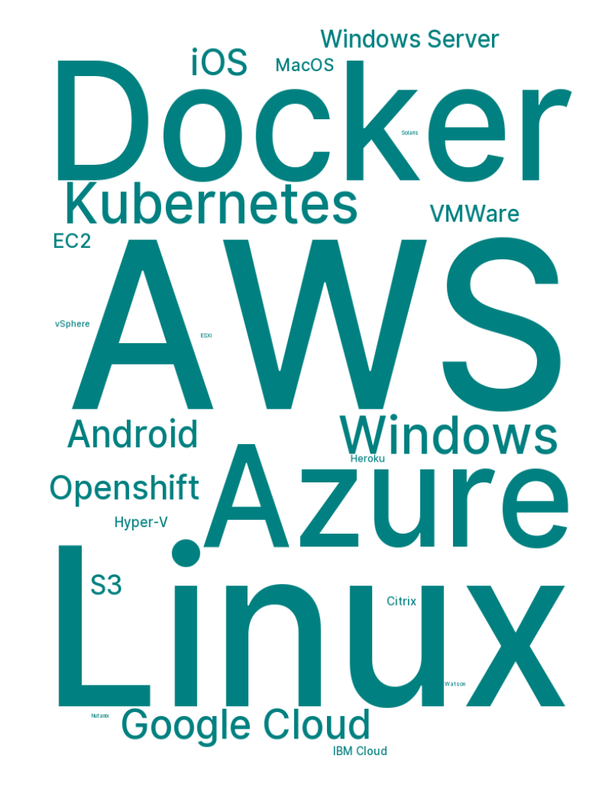 Windows Server
iOS
MacOS
Docker
Solaris
Kubernetes
VMWare
EC2
AWS
vSphere
ESXi
Android
Windows
Heroku
Azure
Openshift
Hyper-V
Linux
S3
Citrix
Watson
Google Cloud
IBM Cloud